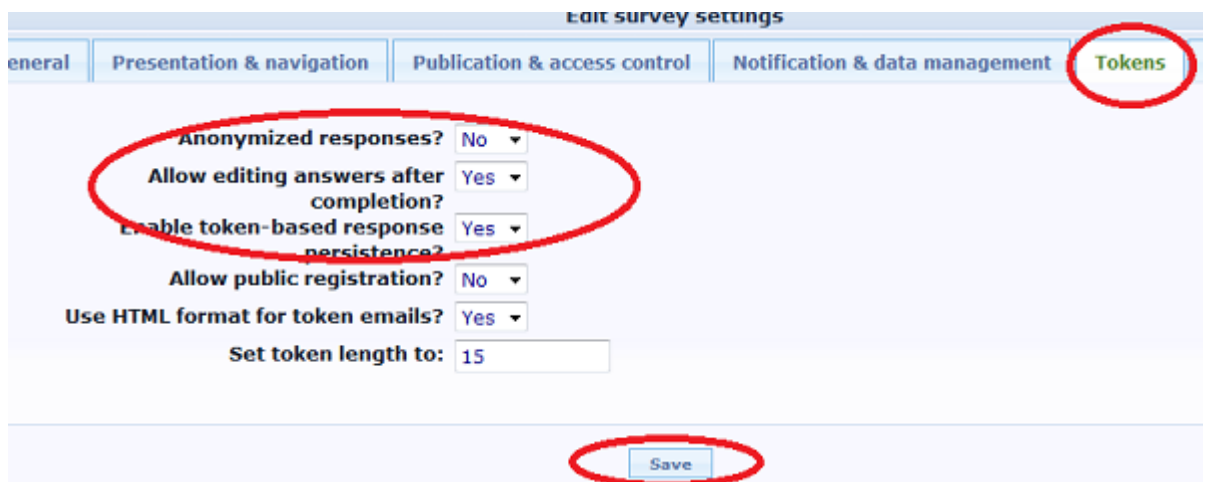 Edit survey settings
eneral Presentation & navigation Publication & access control Notification & data management Tokens
Anonymized responses? No
Allow editing answers after Yes
completion?
Enable token-based response Yes
persistence?
Allow public registration? No
Use HTML format for token emails? Yes
Set token length to: 15
Save